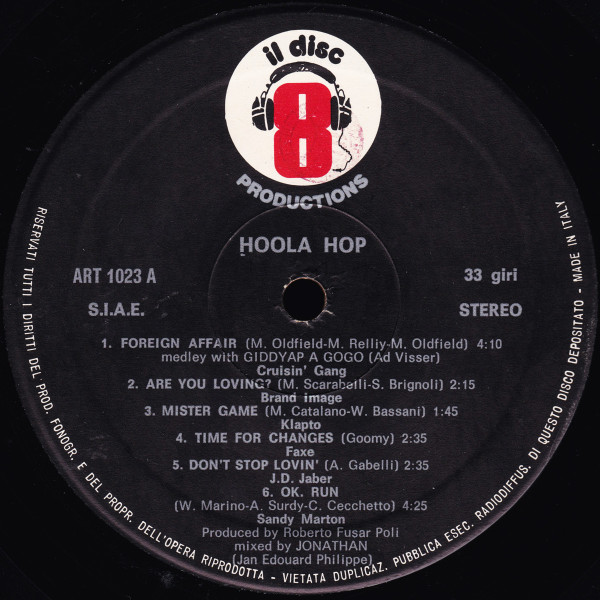 il disc
8
PRODUCTIONS
HOOLA HOP
ART 1023 A
33 giri
S.I.A.E.
STEREO
1. FOREIGN AFFAIR (M. Oldfield-M. Relliy-M. Oldfield) 4:10
medley with GIDDYAP A GOGO (Ad Visser)
Cruisin' Gang
2. ARE YOU LOVING? (M. Scarabelli-S. Brignoli) 2:15
Brand image
3. MISTER GAME (M. Catalano-W. Bassani) 1:45
Klapto
4. TIME FOR CHANGES (Goomy) 2:35
Faxe
5. DON'T STOP LOVIN' (A. Gabelli) 2:35
J.D. Jaber
6. OK. RUN
(W. Marino-A. Surdy-C. Cecchetto) 4:25
Sandy Marton
Produced by Roberto Fusar Poli
mixed by JONATHAN
(Jan Edouard Philippe)
RISERVATI TUTTI I DIRITTI DEL PROD. FONOGR. E DEL PROPR. DELL'OPERA RIPRODOTTA - VIETATA DUPLICAZ. PUBBLICA ESEC. RADIODIFFUS. DI QUESTO DISCO DEPOSITATO - MADE IN ITALY